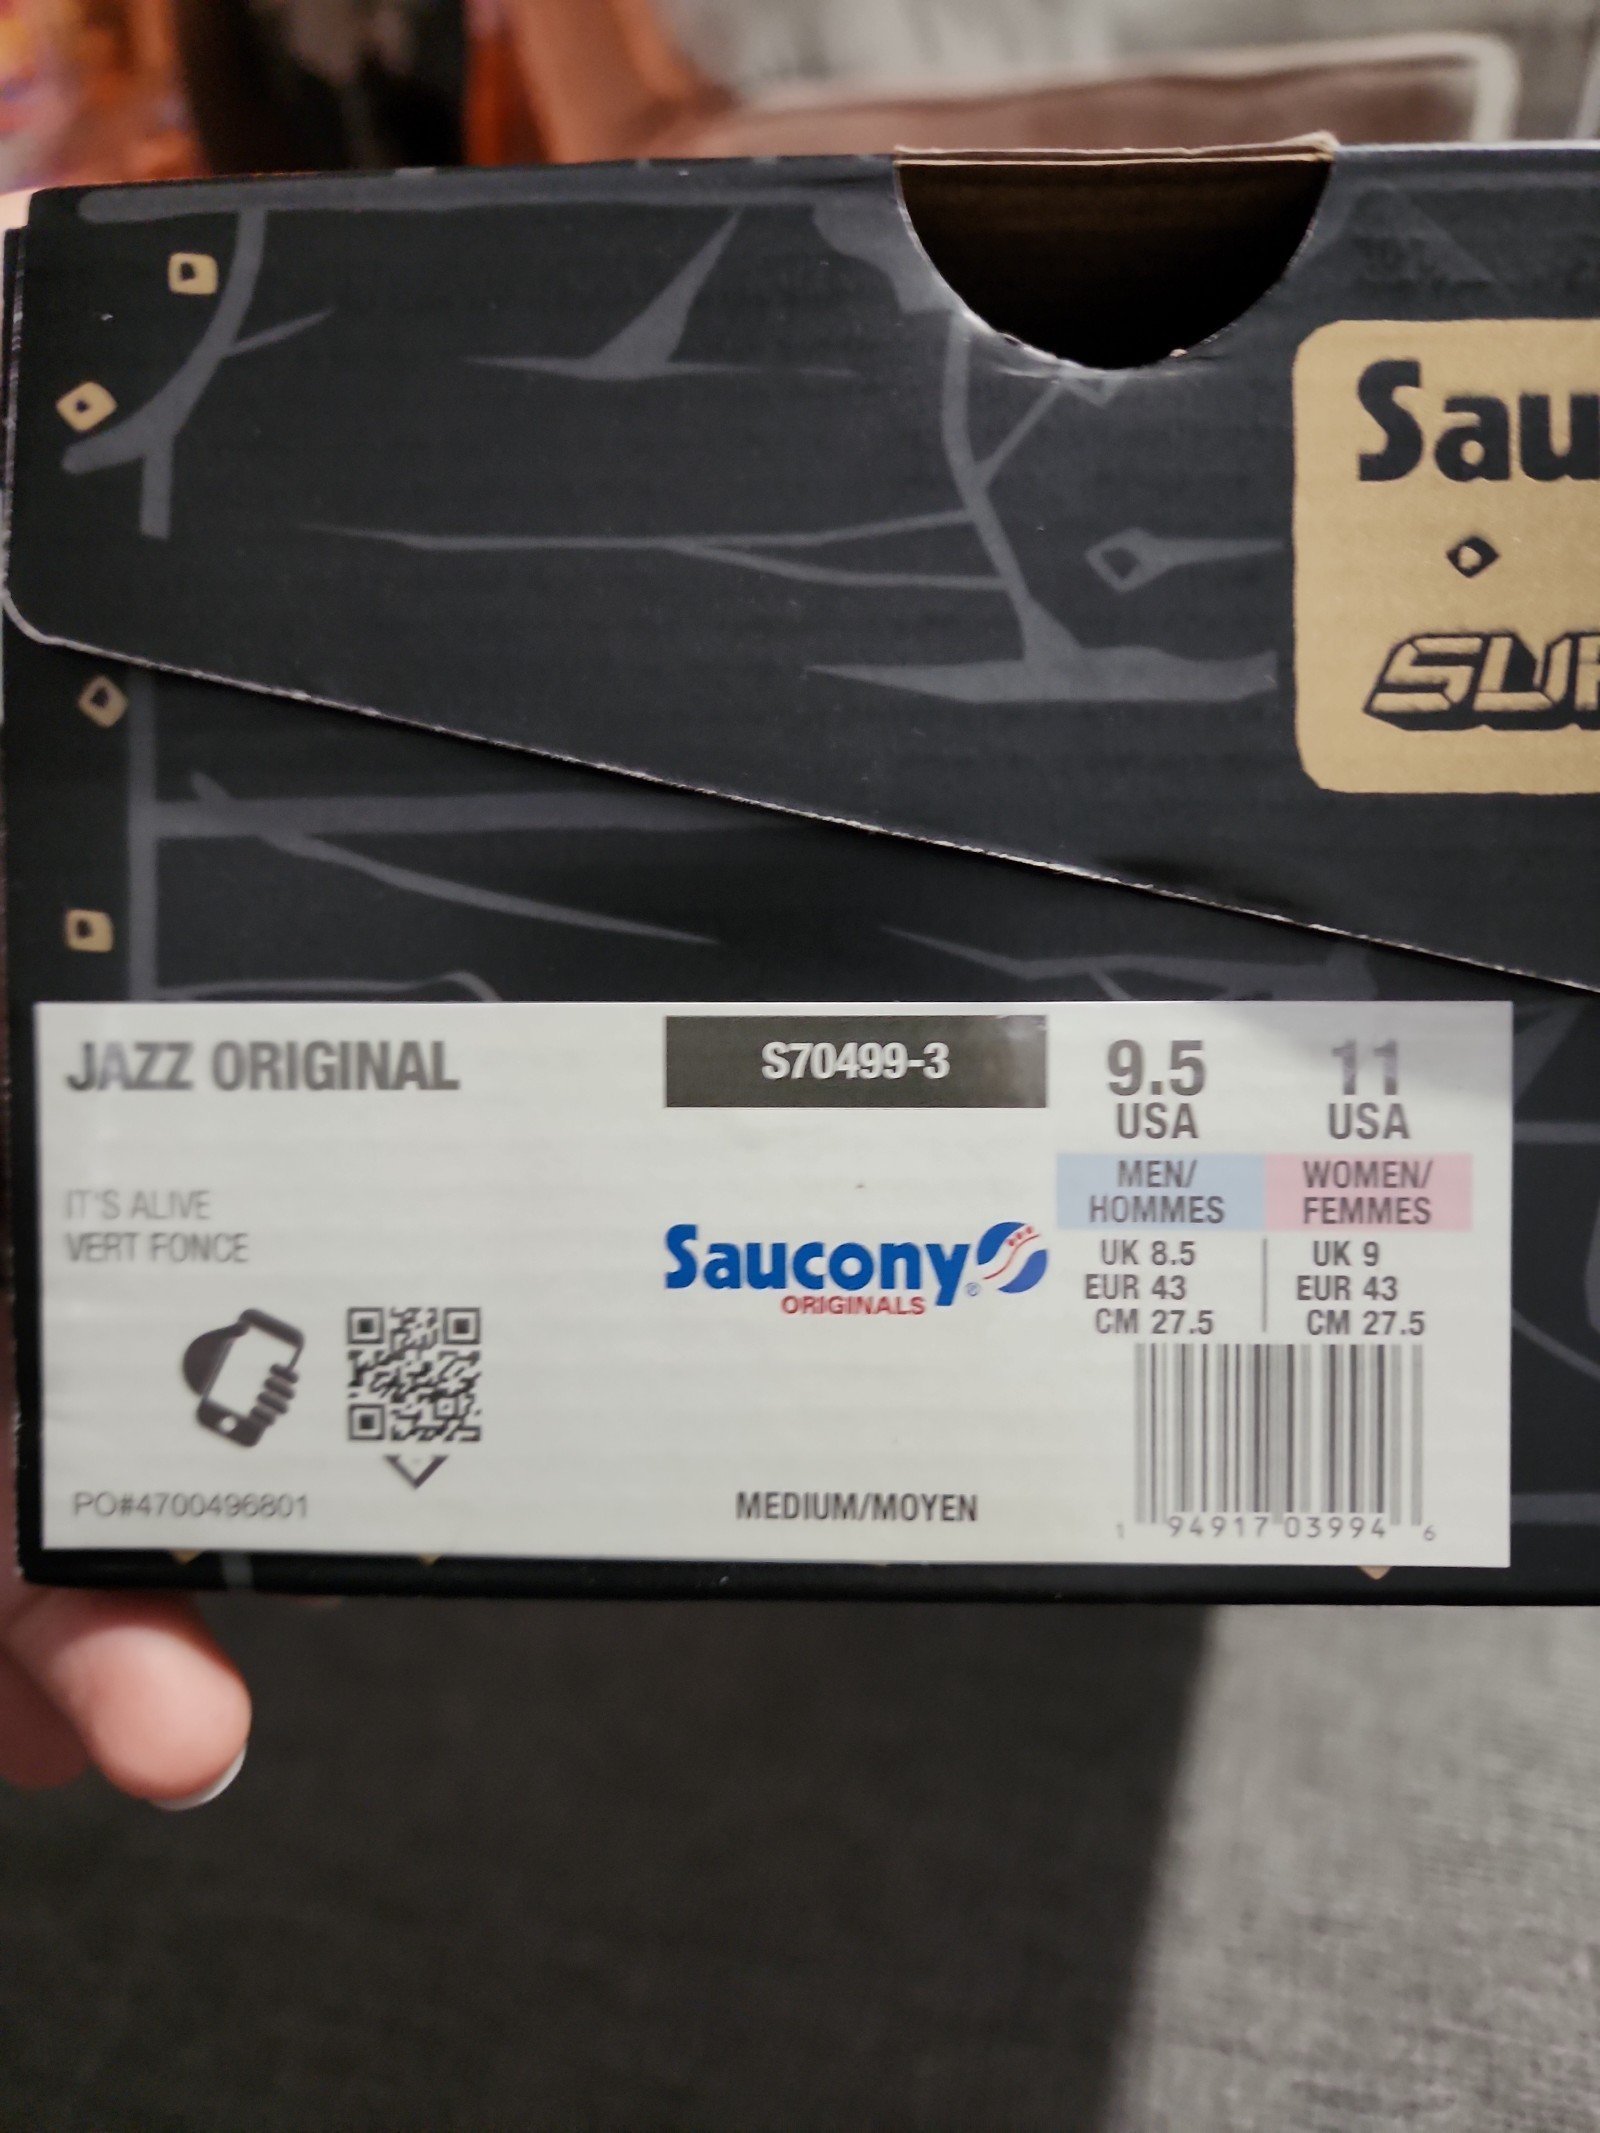 Sau
SU
JAZZ ORIGINAL
S70499-3
9.5
USA
11
USA
MEN/
HOMMES
WOMEN/
FEMMES
IT'S ALIVE
VERT FONCE
Saucony®
ORIGINALS
UK 8.5
EUR 43
CM 27.5
UK 9
EUR 43
CM 27.5
PO#4700496801
MEDIUM/MOYEN
1 94917 03994 6